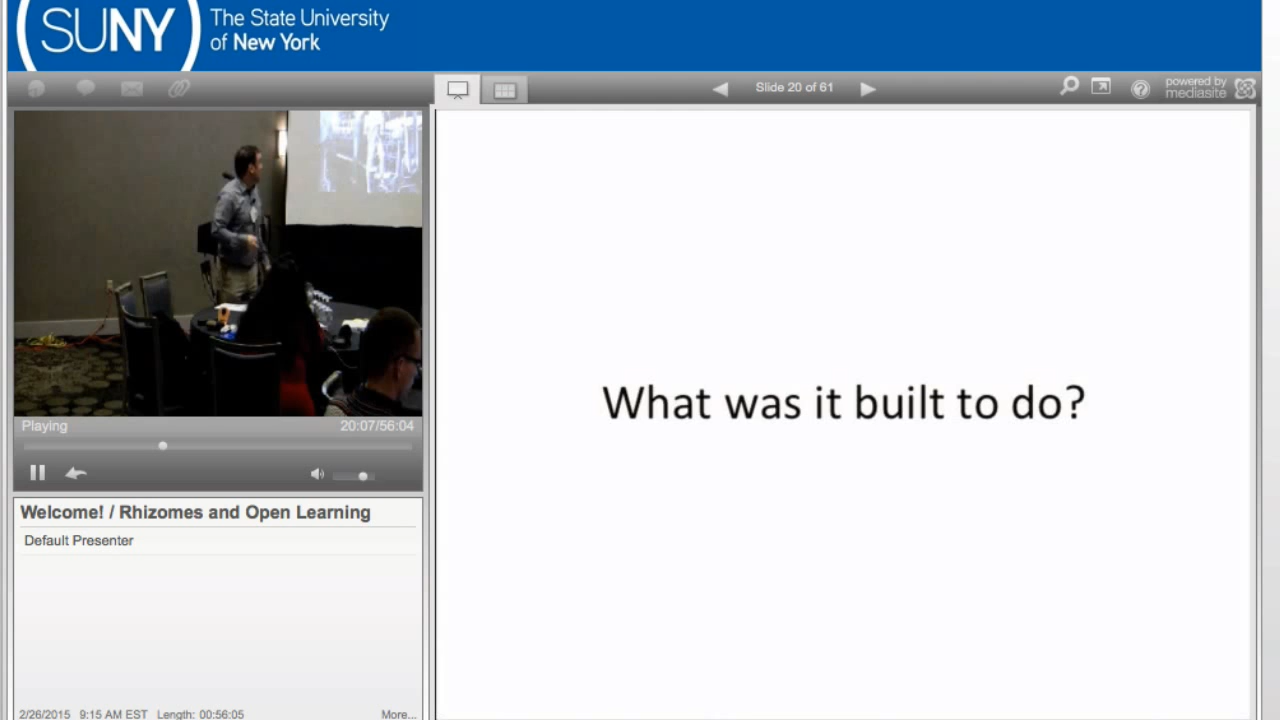 SUNY
The State University
of New York
Slide 20 of 61
powered by
mediasite
What was it built to do?
Playing
20:07/56:04
Welcome! / Rhizomes and Open Learning
Default Presenter
2/26/2015 9:15 AM EST Length: 00:56:05
More...